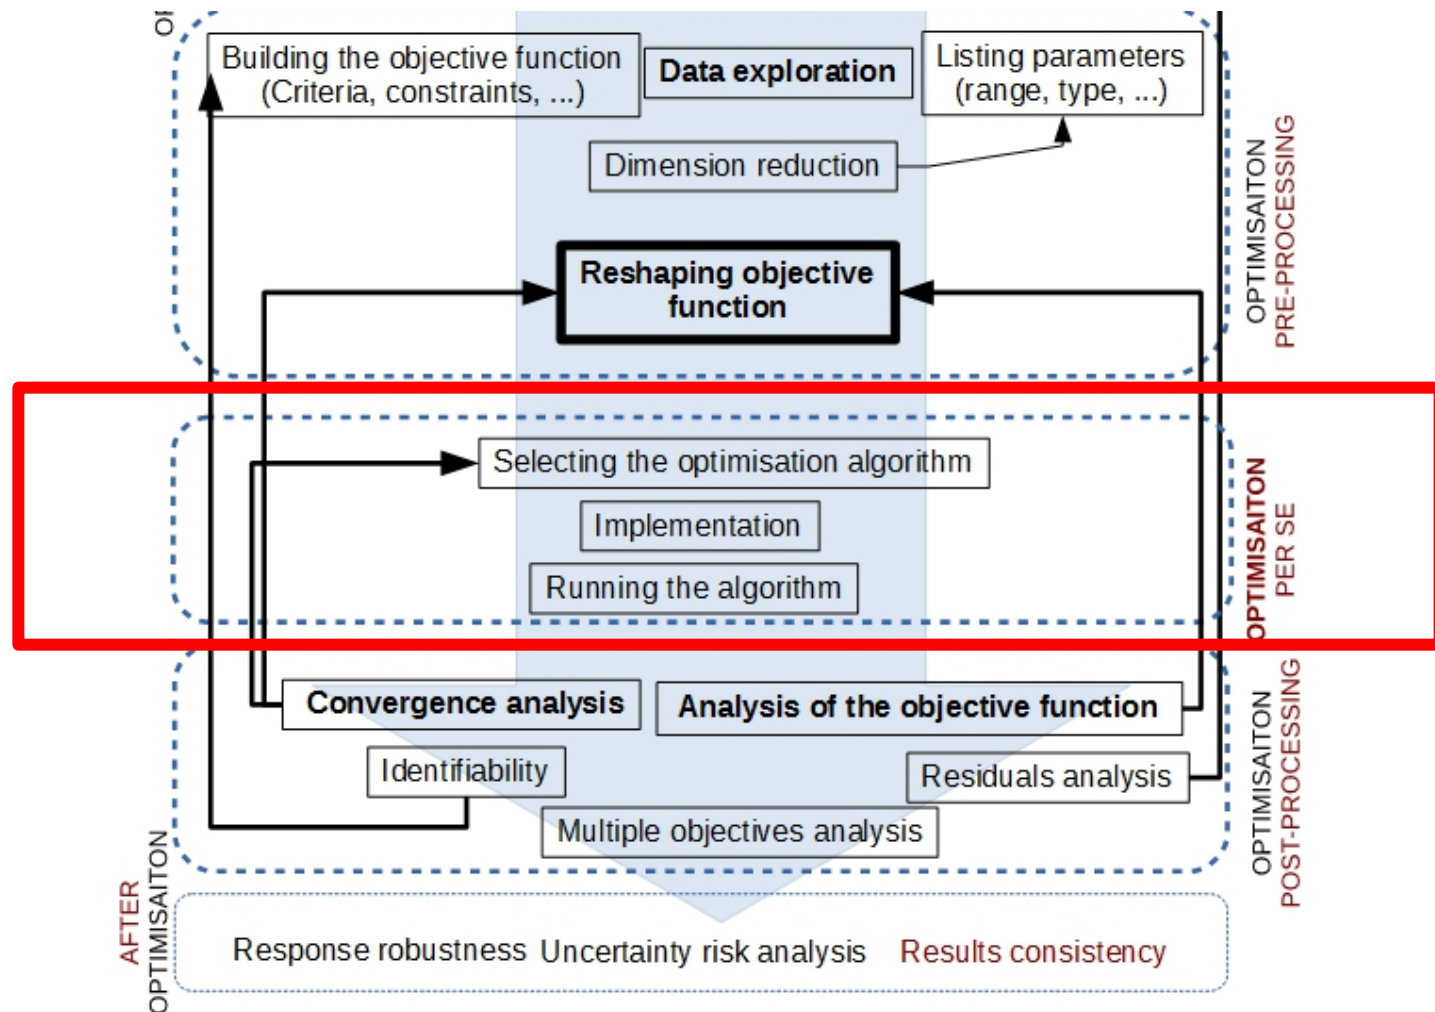 OP
Building the objective function
(Criteria, constraints, ...)
Data exploration
Listing parameters
(range, type, ...)
Dimension reduction
Reshaping objective
function
OPTIMISAITON
PRE-PROCESSING
Selecting the optimisation algorithm
Implementation
Running the algorithm
OPTIMISAITON
PER SE
Convergence analysis
Analysis of the objective function
Identifiability
Residuals analysis
Multiple objectives analysis
OPTIMISAITON
POST-PROCESSING
AFTER
OPTIMISAITON
Response robustness
Uncertainty risk analysis
Results consistency